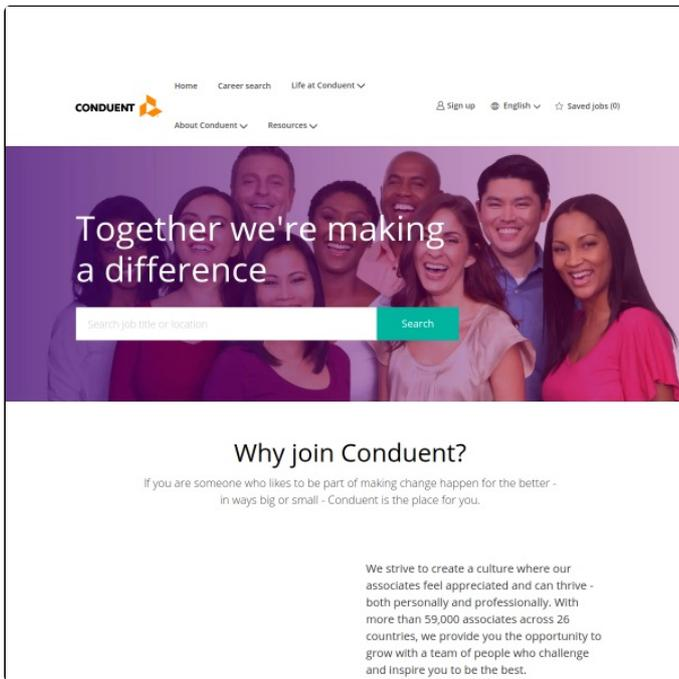 Home Career search Life at Conduent
CONDUENT
Sign up English Saved jobs (0)
About Conduent Resources
Together we're making
a difference
Search job title or location
Search
Why join Conduent?
If you are someone who likes to be part of making change happen for the better -
in ways big or small - Conduent is the place for you.
We strive to create a culture where our
associates feel appreciated and can thrive -
both personally and professionally. With
more than 59,000 associates across 26
countries, we provide you the opportunity to
grow with a team of people who challenge
and inspire you to be the best.